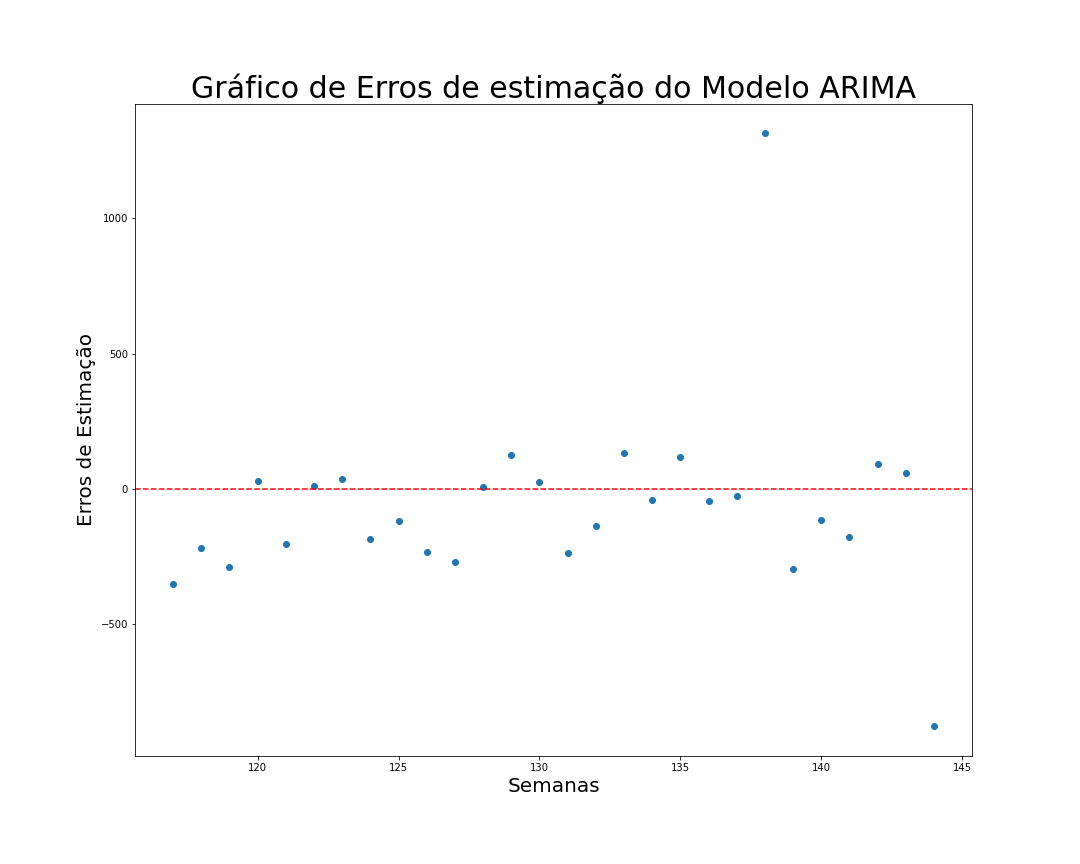 Gráfico de Erros de estimação do Modelo ARIMA
1000
500
0
−500
Erros de Estimação
120 125 130 135 140 145
Semanas